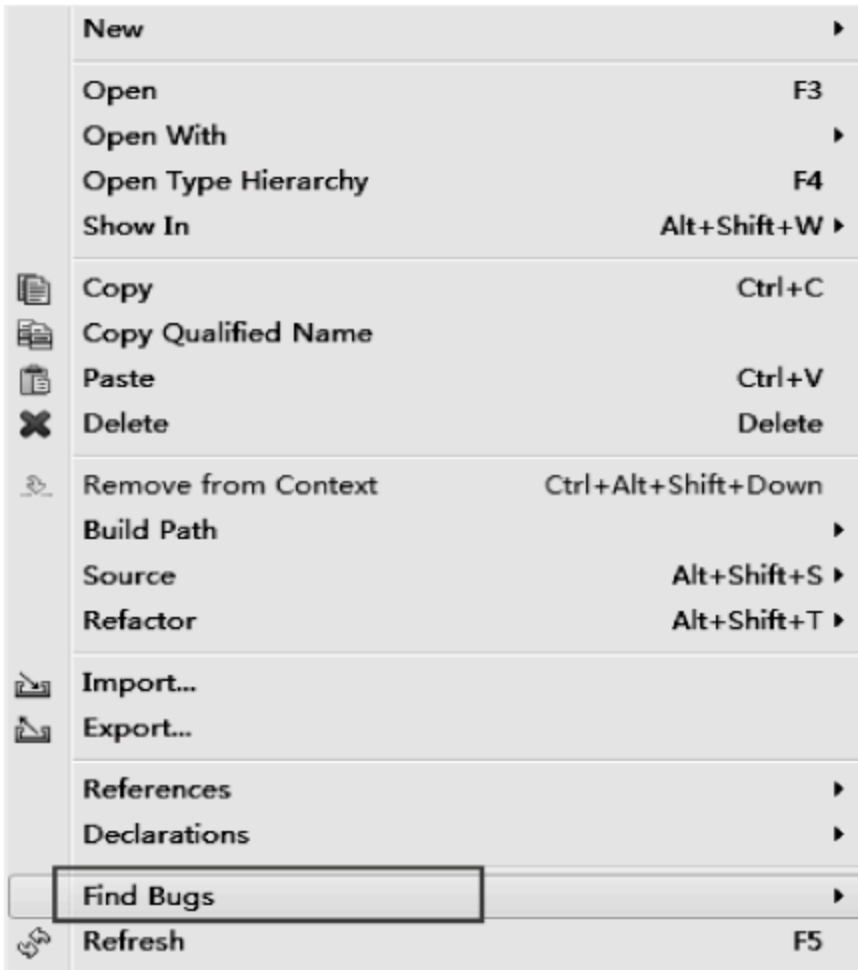 New
Open F3
Open With
Open Type Hierarchy F4
Show In Alt+Shift+W
Copy Ctrl+C
Copy Qualified Name
Paste Ctrl+V
Delete Delete
Remove from Context Ctrl+Alt+Shift+Down
Build Path
Source Alt+Shift+S
Refactor Alt+Shift+T
Import...
Export...
References
Declarations
Find Bugs
Refresh F5